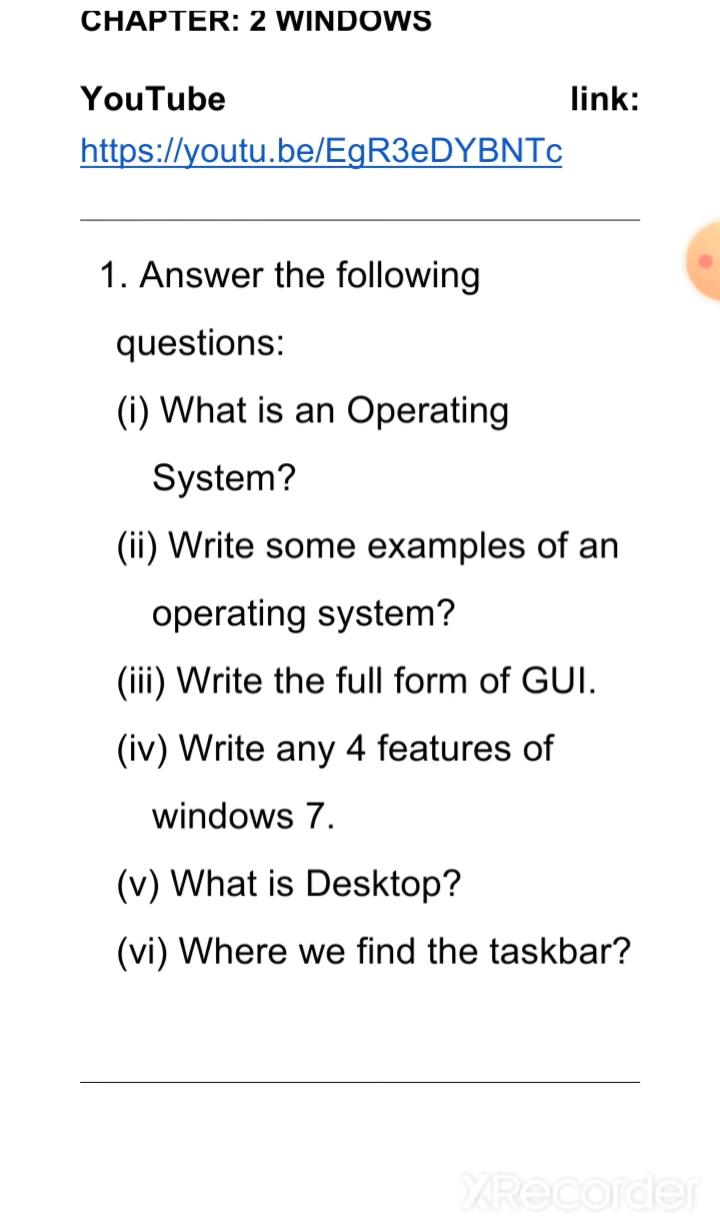 CHAPTER: 2 WINDOWS
YouTube link:
https://youtu.be/EgR3eDYBNTc
1. Answer the following
questions:
(i) What is an Operating
System?
(ii) Write some examples of an
operating system?
(iii) Write the full form of GUI.
(iv) Write any 4 features of
windows 7.
(v) What is Desktop?
(vi) Where we find the taskbar?
XRecorder